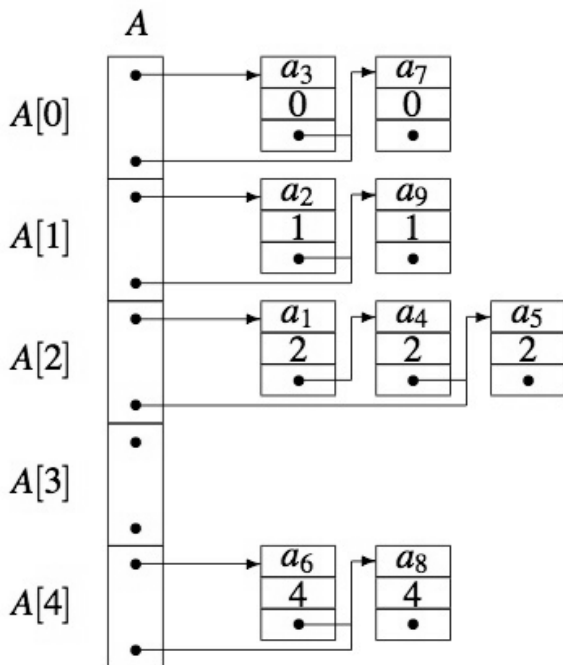 A
a₃ a₇
A[0] 0 0
a₂ a₉
A[1] 1 1
a₁ a₄ a₅
A[2] 2 2 2
A[3]
a₆ a₈
A[4] 4 4